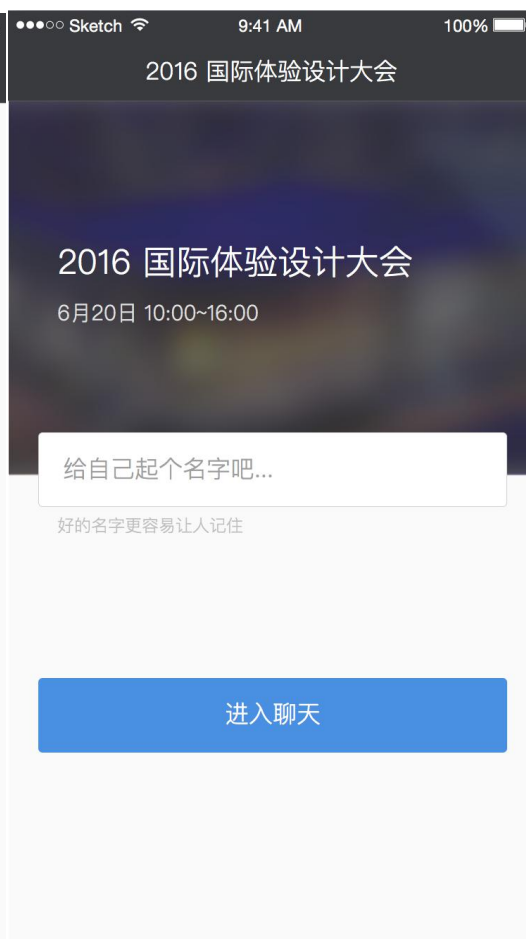 ●●●○○ Sketch 9:41 AM 100%
2016 国际体验设计大会
2016 国际体验设计大会
6月20日 10:00~16:00
给自己起个名字吧...
好的名字更容易让人记住
进入聊天